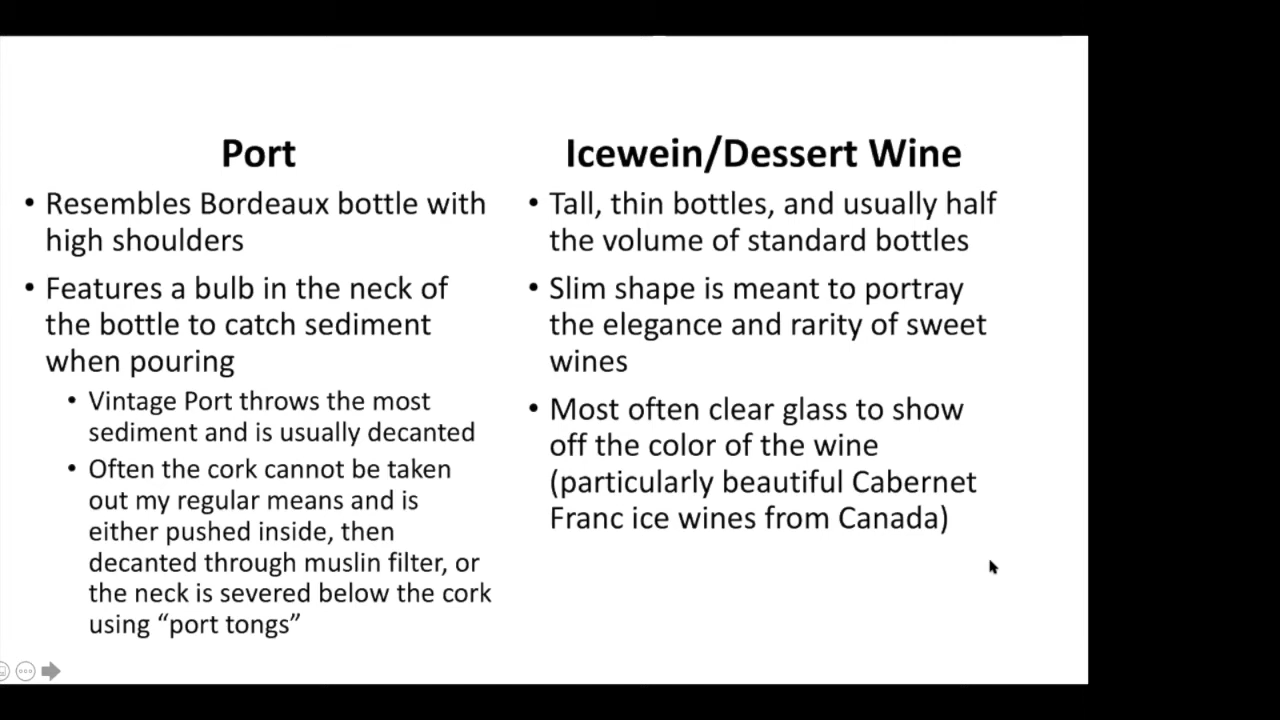 Port
• Resembles Bordeaux bottle with
high shoulders
• Features a bulb in the neck of
the bottle to catch sediment
when pouring
• Vintage Port throws the most
sediment and is usually decanted
• Often the cork cannot be taken
out my regular means and is
either pushed inside, then
decanted through muslin filter, or
the neck is severed below the cork
using “port tongs”
Icewein/Dessert Wine
• Tall, thin bottles, and usually half
the volume of standard bottles
• Slim shape is meant to portray
the elegance and rarity of sweet
wines
• Most often clear glass to show
off the color of the wine
(particularly beautiful Cabernet
Franc ice wines from Canada)